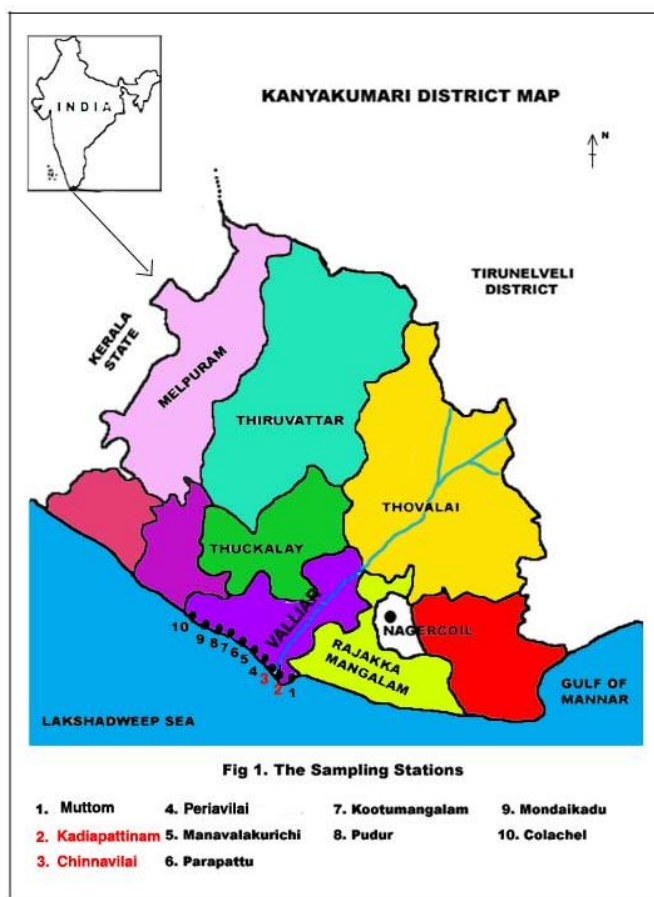 INDIA
KANYAKUMARI DISTRICT MAP
N
TIRUNELVELI
DISTRICT
KERALA
STATE
MELPURAM
THIRUVATTAR
THOVALAI
THUCKALAY
VALLIAR
NAGERCOIL
RAJAKKA
MANGALAM
10 9 8 7 6 5 4 3 2 1
GULF OF
MANNAR
LAKSHADWEEP SEA
Fig 1. The Sampling Stations
1. Muttom 4. Periavilai 7. Kootumangalam 9. Mondaikadu
2. Kadiapattinam 5. Manavalakurichi 8. Pudur 10. Colachel
3. Chinnavilai 6. Parapattu